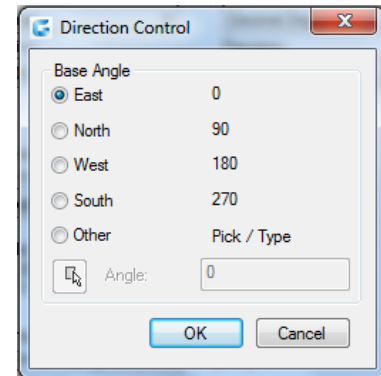 Direction Control
Base Angle
East 0
North 90
West 180
South 270
Other Pick / Type
Angle: 0
OK Cancel